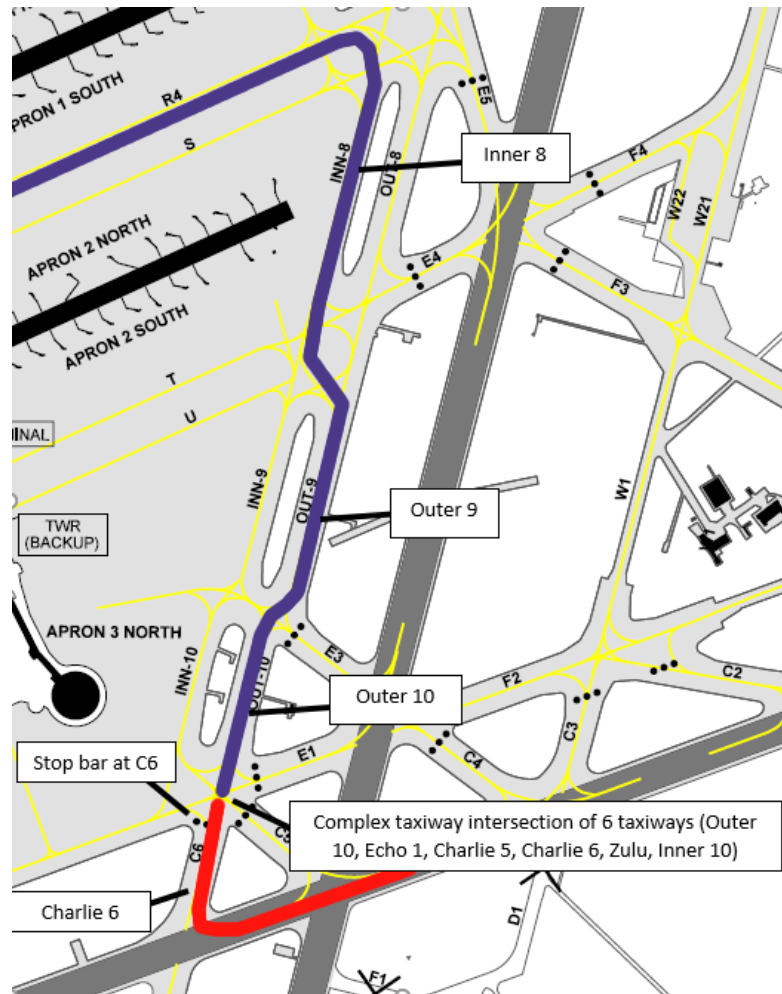 R4
E5
APRON 1 SOUTH
S
INN-8
OUT-8
Inner 8
F4
W22
W21
APRON 2 NORTH
E4
F3
APRON 2 SOUTH
T
U
INAL
INN-9
OUT-9
W1
Outer 9
TWR
(BACKUP)
APRON 3 NORTH
E3
INN-10
OUT-10
F2
C2
Outer 10
C3
Stop bar at C6
E1
C4
C5
Complex taxiway intersection of 6 taxiways (Outer
10, Echo 1, Charlie 5, Charlie 6, Zulu, Inner 10)
C6
Charlie 6
D1
F1